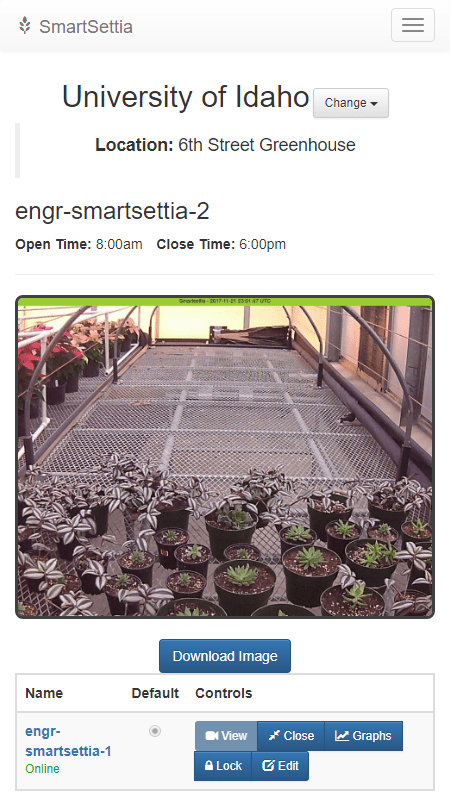 SmartSettia
University of Idaho Change
Location: 6th Street Greenhouse
engr-smartsettia-2
Open Time: 8:00am Close Time: 6:00pm
Smartsettia - 2017-11-21 23:01:47 UTC
Download Image
Name Default Controls
engr-
smartsettia-1
Online
View Close Graphs
Lock Edit